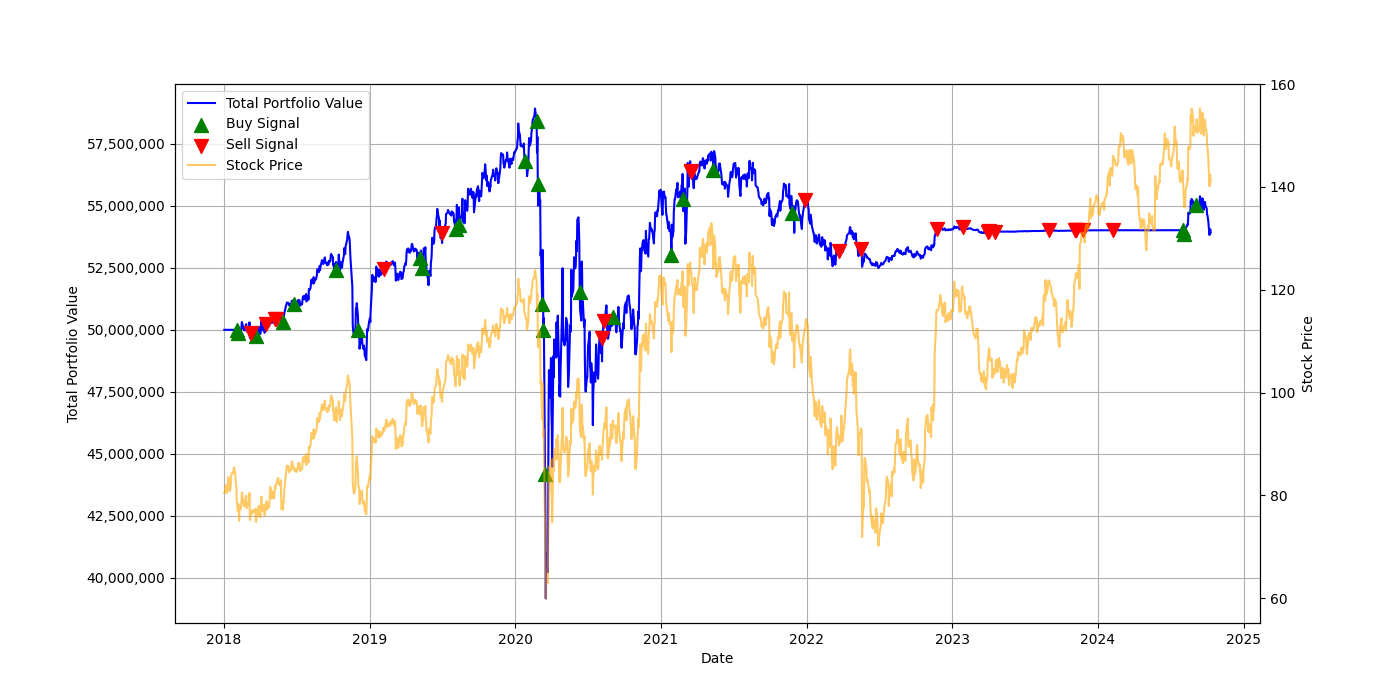 Total Portfolio Value
Buy Signal
Sell Signal
Stock Price
57,500,000
55,000,000
52,500,000
50,000,000
47,500,000
45,000,000
42,500,000
40,000,000
Total Portfolio Value
160
140
120
100
80
60
Stock Price
2018 2019 2020 2021 2022 2023 2024 2025
Date